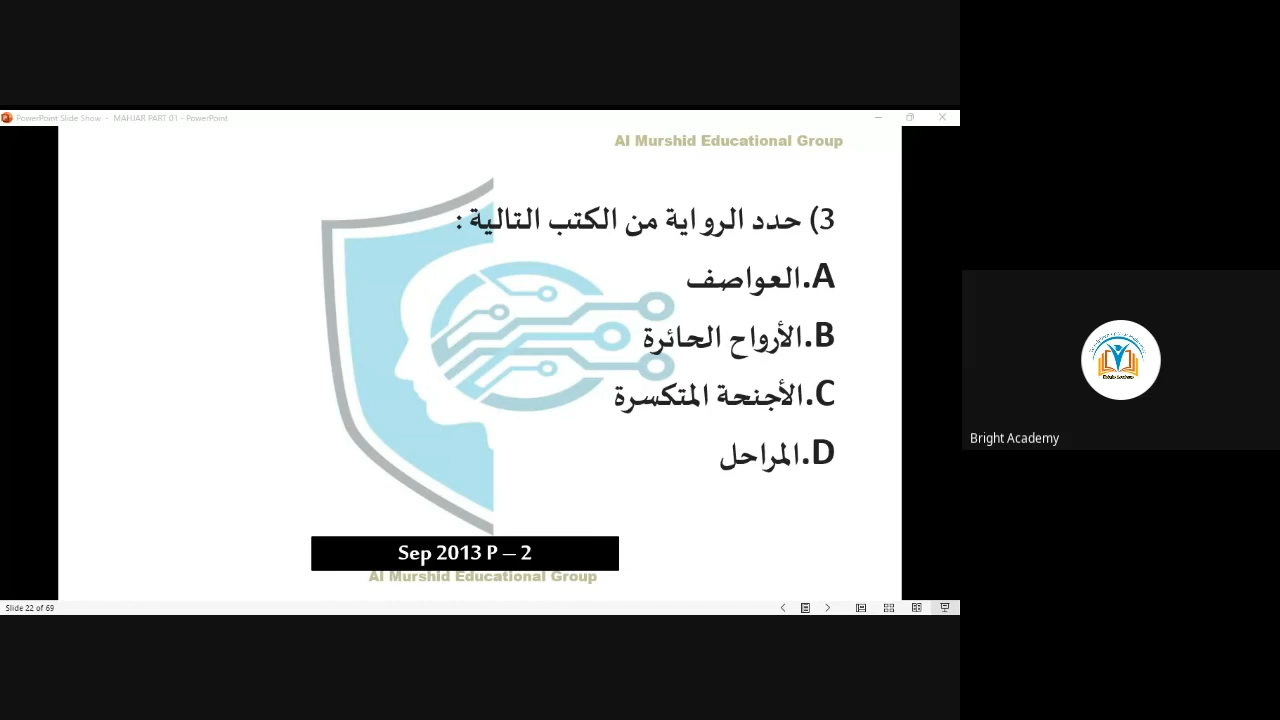 PowerPoint Slide Show - MAHJAR PART 01 - PowerPoint
Al Murshid Educational Group
3) حدد الرواية من الكتب التالية :
A.العواصف
B.الأرواح الحائرة
C.الأجنحة المتكسرة
D.المراحل
Sep 2013 P – 2
Al Murshid Educational Group
Slide 22 of 69
Bright Academy